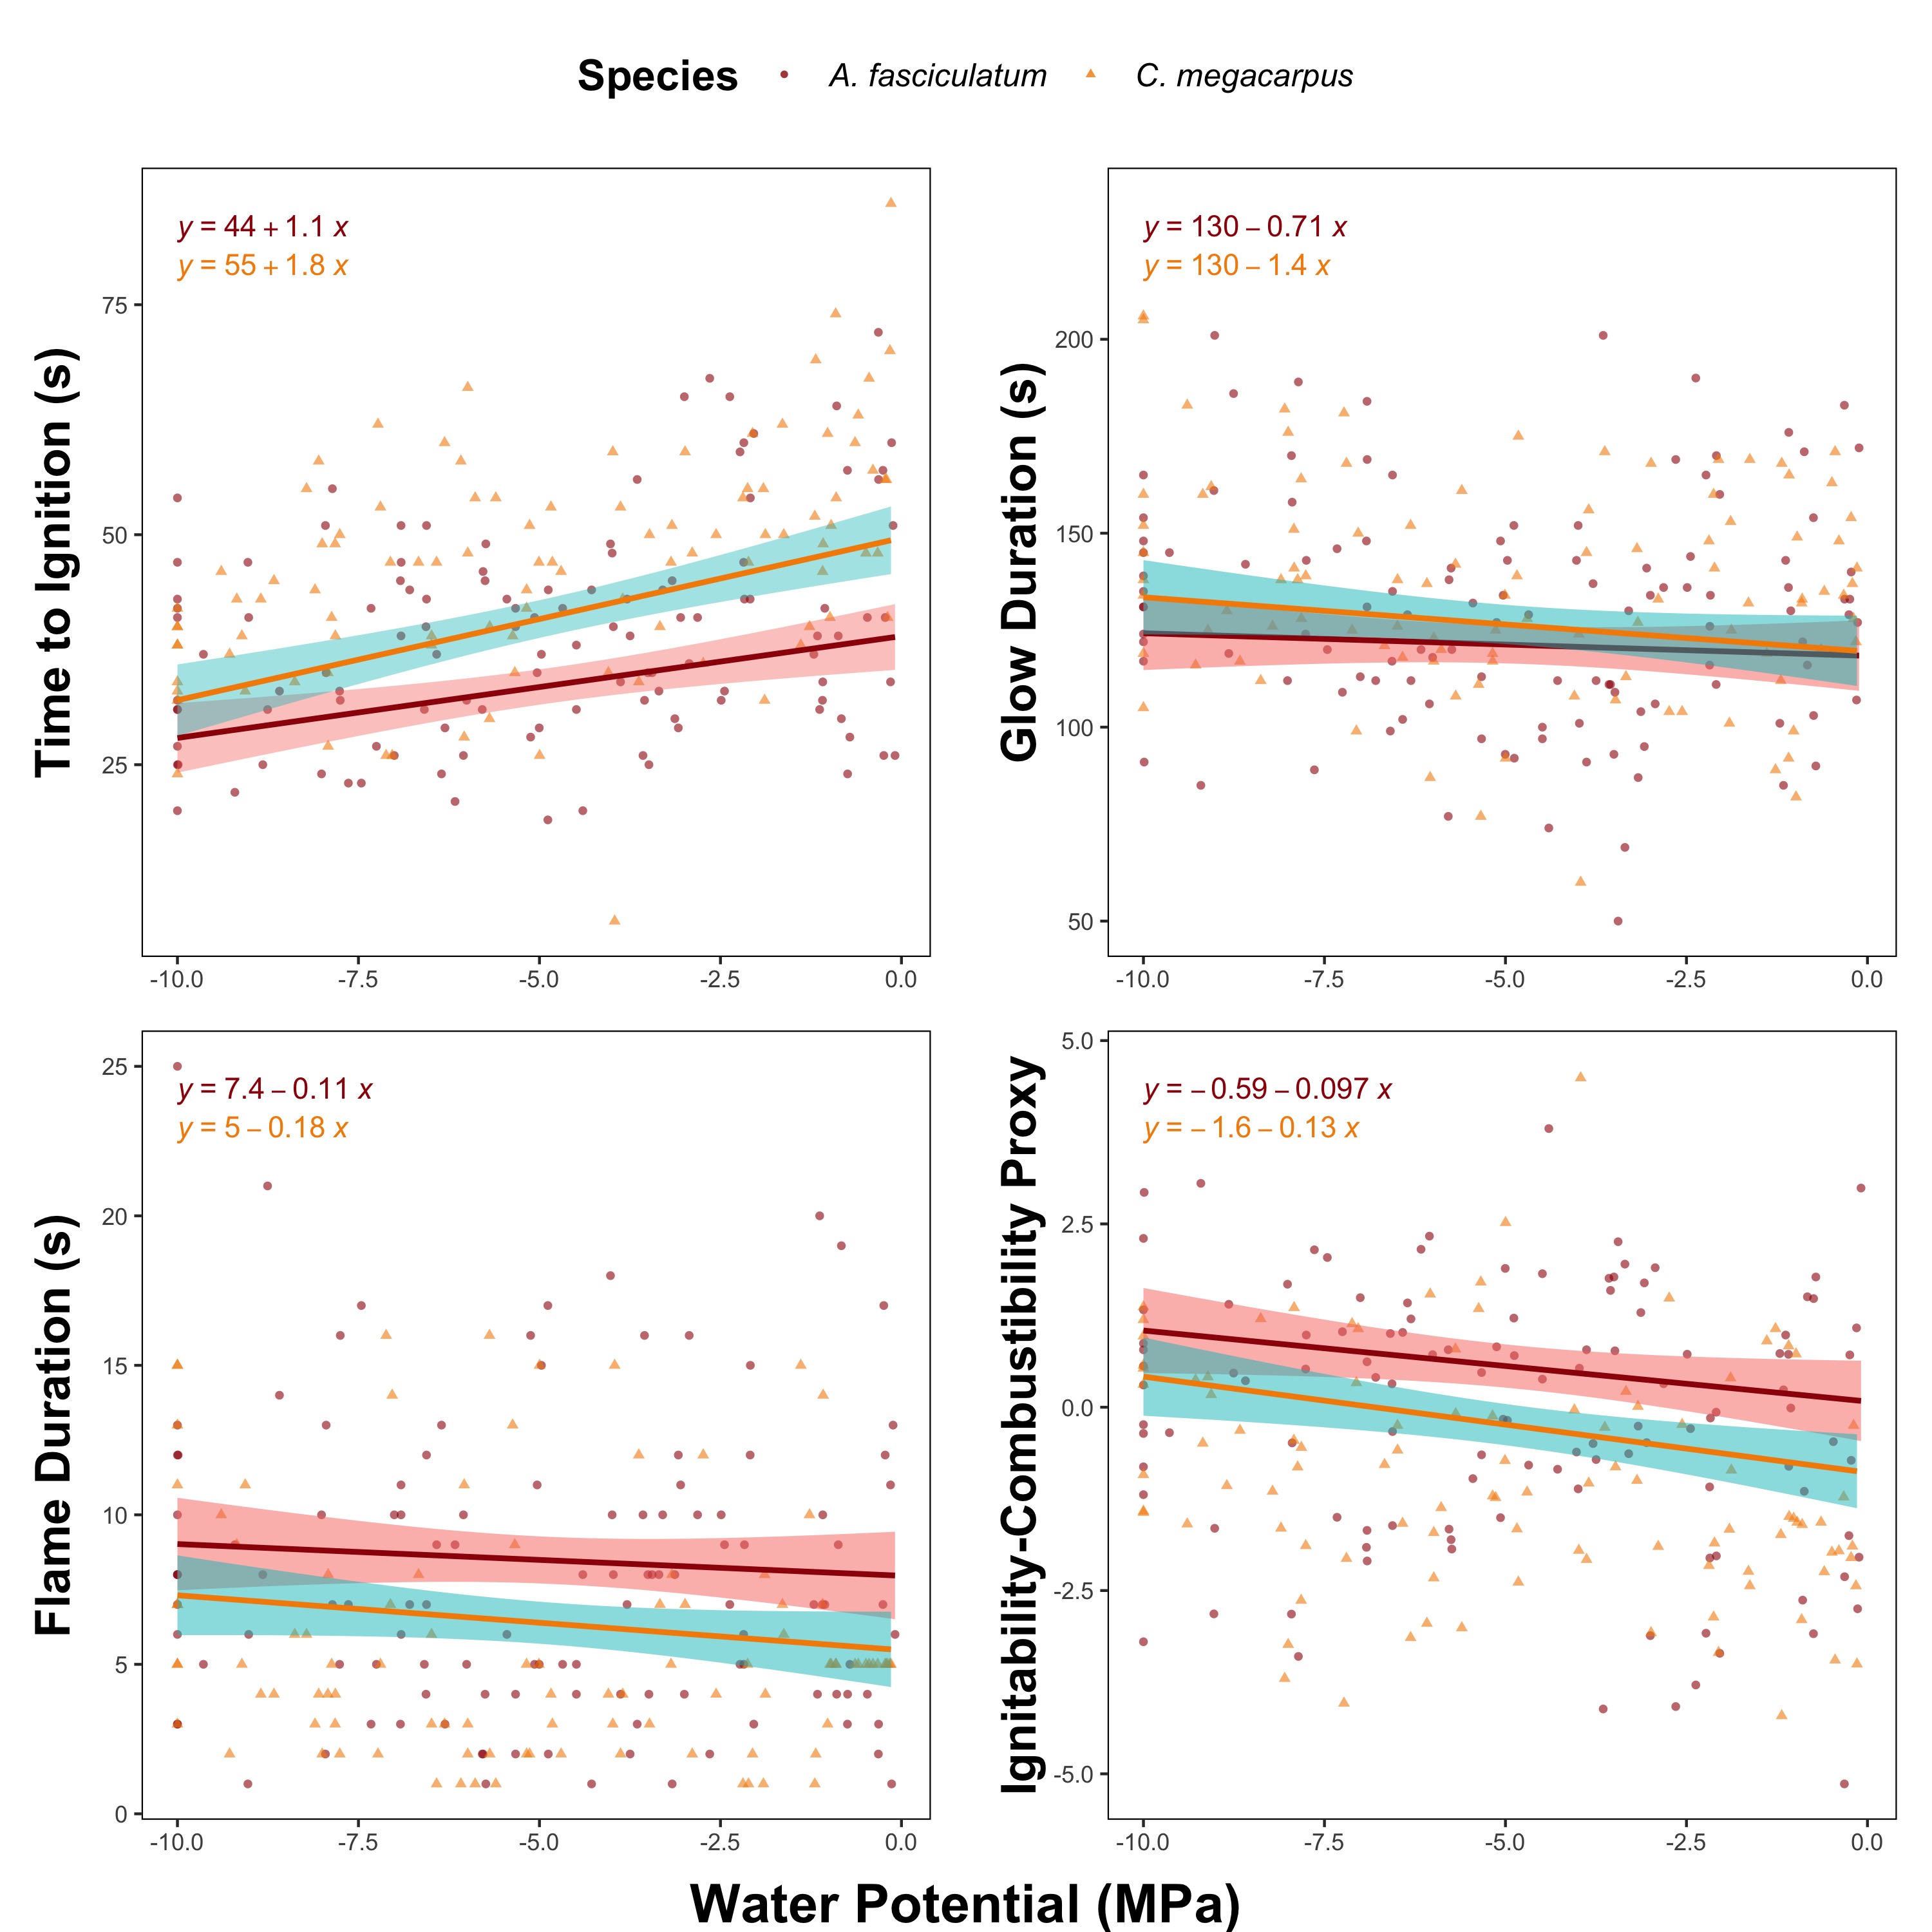 Species A. fasciculatum C. megacarpus
Time to Ignition (s)
y = 44 + 1.1 x
y = 55 + 1.8 x
75
50
25
-10.0 -7.5 -5.0 -2.5 0.0
Glow Duration (s)
y = 130 – 0.71 x
y = 130 – 1.4 x
200
150
100
50
-10.0 -7.5 -5.0 -2.5 0.0
Flame Duration (s)
25
y = 7.4 – 0.11 x
y = 5 – 0.18 x
20
15
10
5
0
-10.0 -7.5 -5.0 -2.5 0.0
Ignitability-Combustibility Proxy
5.0
y = – 0.59 – 0.097 x
y = – 1.6 – 0.13 x
2.5
0.0
-2.5
-5.0
-10.0 -7.5 -5.0 -2.5 0.0
Water Potential (MPa)